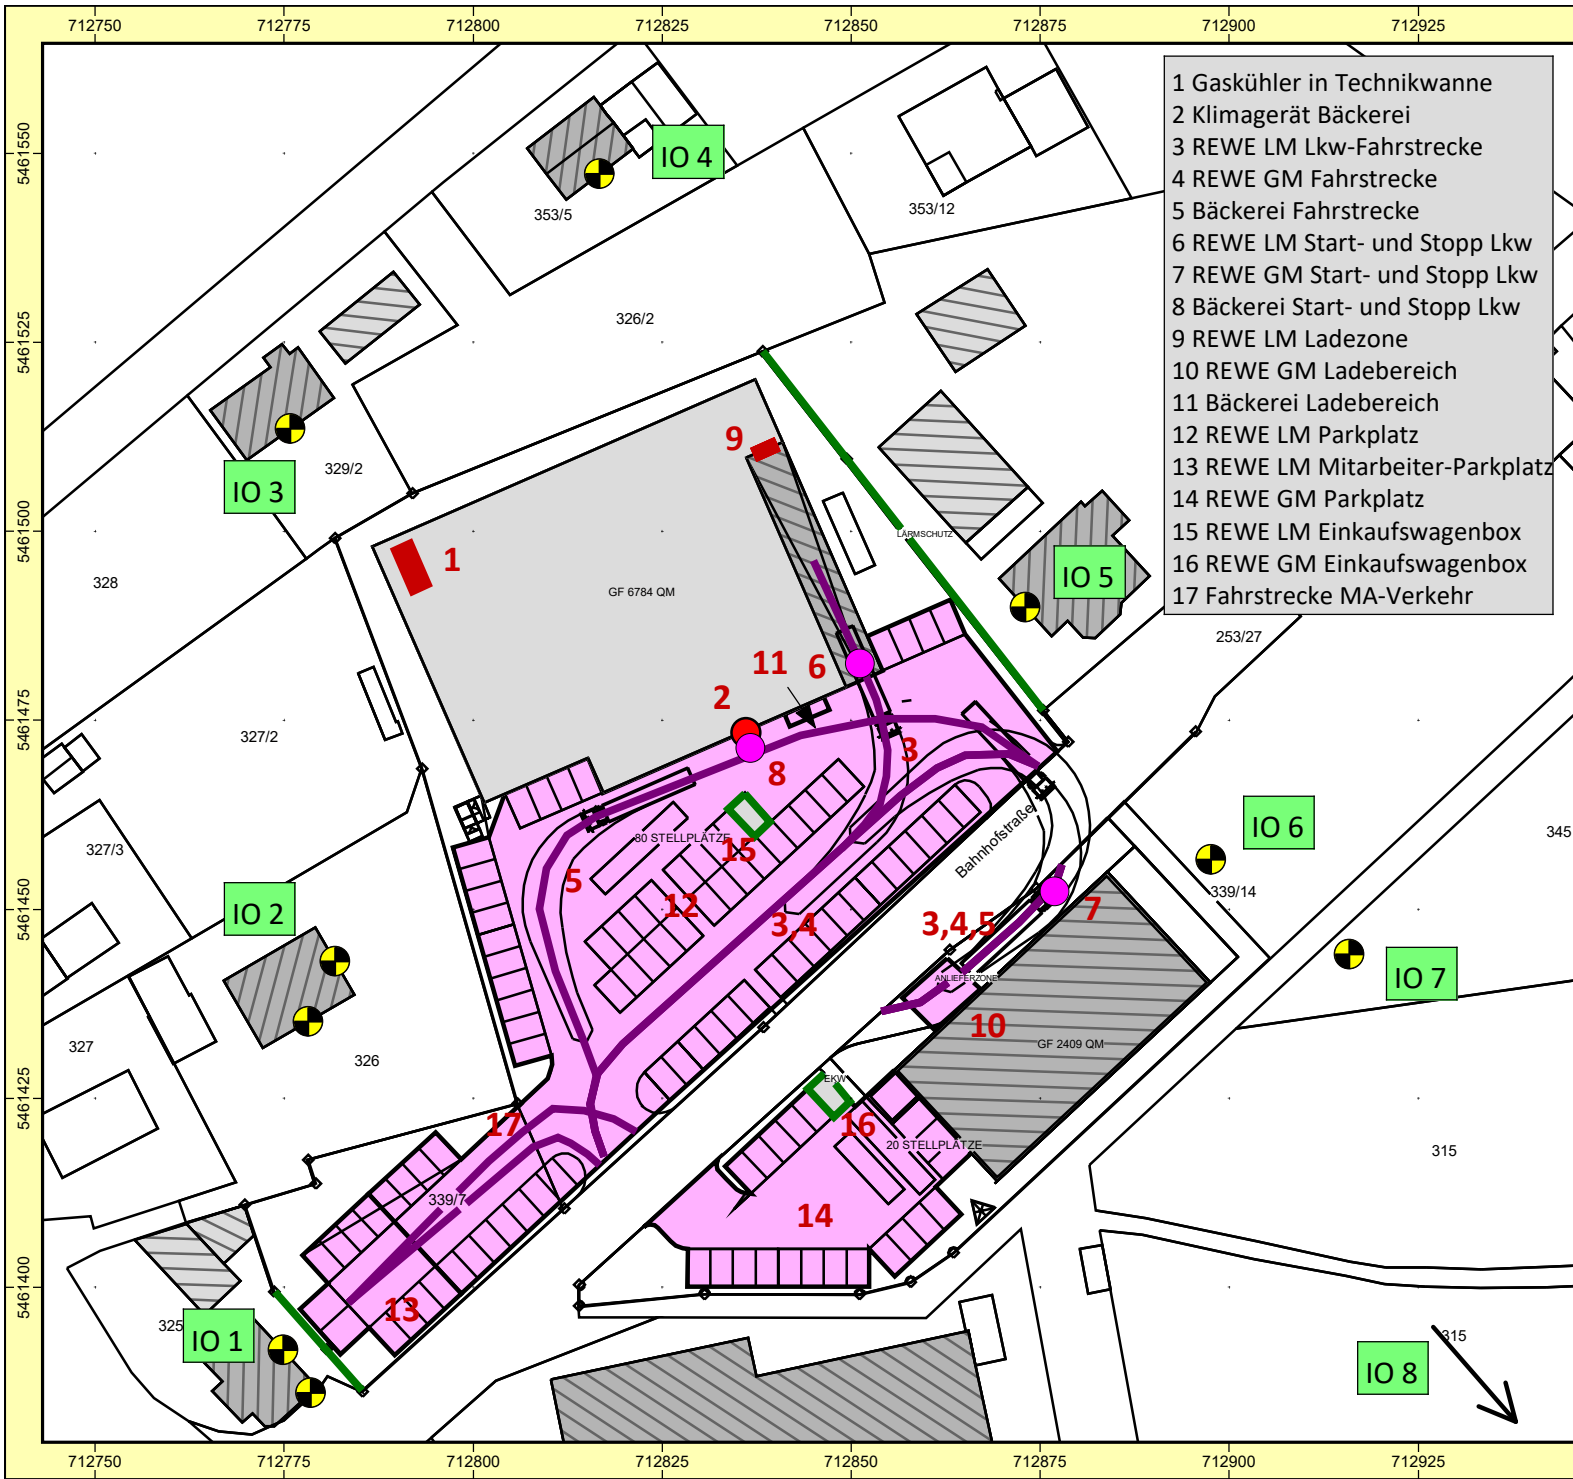 712750 712775 712800 712825 712850 712875 712900 712925
1 Gaskühler in Technikwanne
2 Klimagerät Bäckerei
3 REWE LM Lkw-Fahrstrecke
4 REWE GM Fahrstrecke
5 Bäckerei Fahrstrecke
6 REWE LM Start- und Stopp Lkw
7 REWE GM Start- und Stopp Lkw
8 Bäckerei Start- und Stopp Lkw
9 REWE LM Ladezone
10 REWE GM Ladebereich
11 Bäckerei Ladebereich
12 REWE LM Parkplatz
13 REWE LM Mitarbeiter-Parkplatz
14 REWE GM Parkplatz
15 REWE LM Einkaufswagenbox
16 REWE GM Einkaufswagenbox
17 Fahrstrecke MA-Verkehr
5461550
5461525
5461500
5461475
5461450
5461425
5461400
IO 4
353/5
353/12
326/2
9
329/2
IO 3
LÄRMSCHUTZ
1
IO 5
328
GF 6784 QM
253/27
11
6
2
327/2
3
8
Bahnhofstraße
IO 6
345
80 STELLPLÄTZE
15
327/3
5
339/14
12
7
IO 2
3,4
3,4,5
IO 7
ANLIEFERZONE
10
327
326
GF 2409 QM
EKW
17
16
20 STELLPLÄTZE
315
339/7
14
13
325
IO 1
315
IO 8
712750 712775 712800 712825 712850 712875 712900 712925